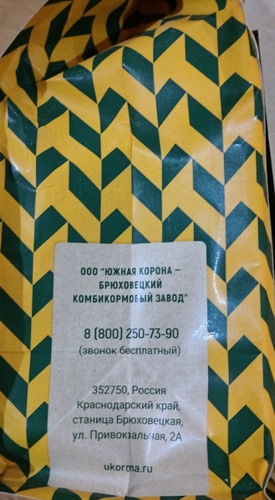 ООО "ЮЖНАЯ КОРОНА –
БРЮХОВЕЦКИЙ
КОМБИКОРМОВЫЙ ЗАВОД"
8 (800) 250-73-90
(звонок бесплатный)
352750, Россия
Краснодарский край,
станица Брюховецкая,
ул. Привокзальная, 2А
ukorma.ru